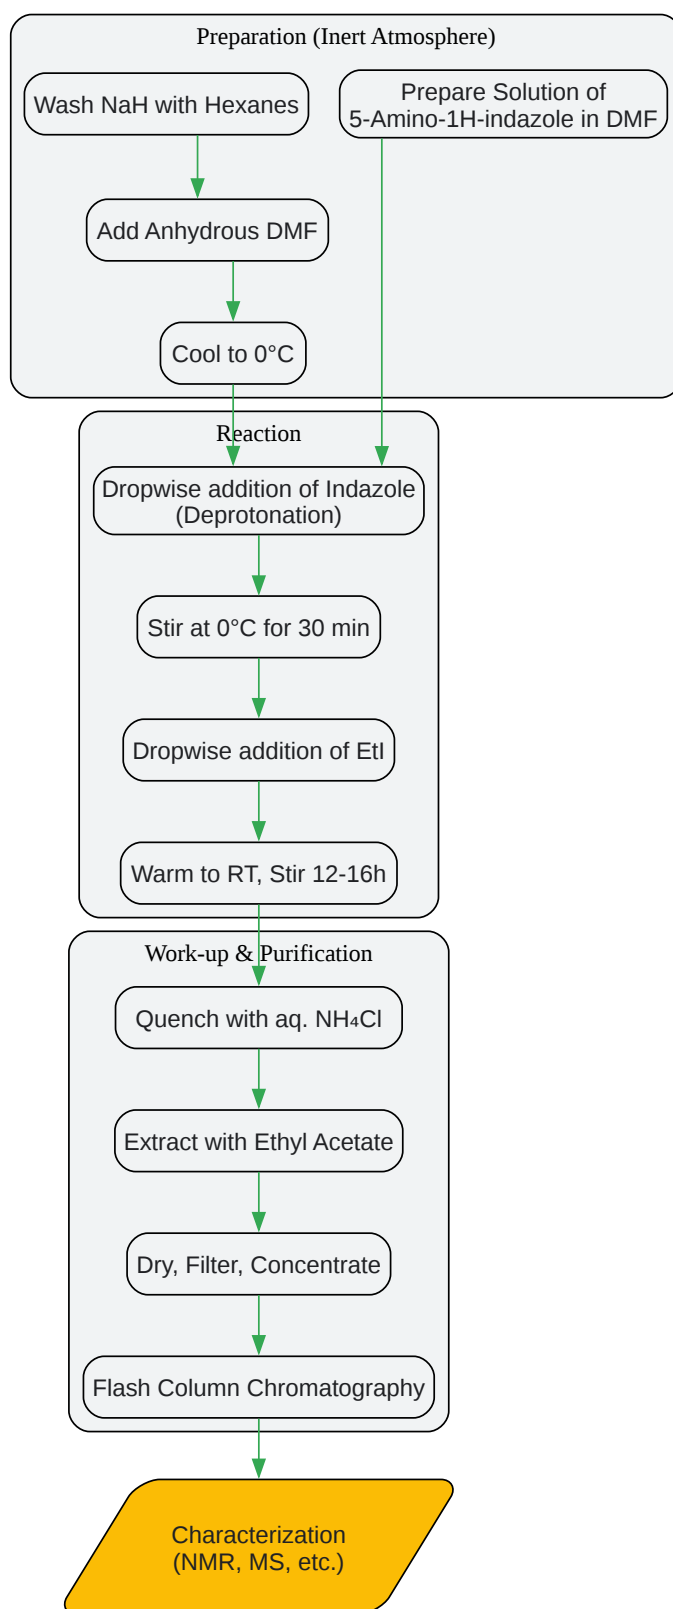 Preparation (Inert Atmosphere)
Wash NaH with Hexanes
Prepare Solution of
5-Amino-1H-indazole in DMF
Add Anhydrous DMF
Cool to 0°C
Reaction
Dropwise addition of Indazole
(Deprotonation)
Stir at 0°C for 30 min
Dropwise addition of EtI
Warm to RT, Stir 12-16h
Work-up & Purification
Quench with aq. NH₄Cl
Extract with Ethyl Acetate
Dry, Filter, Concentrate
Flash Column Chromatography
Characterization
(NMR, MS, etc.)